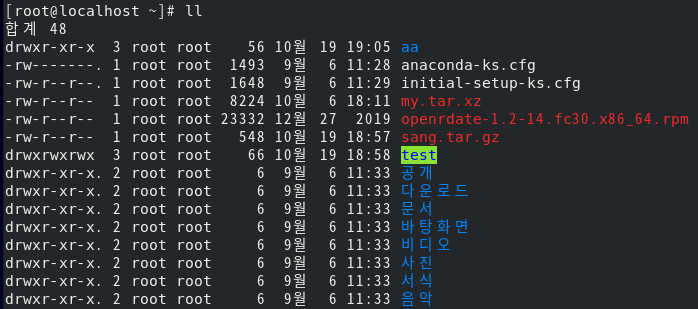 [root@localhost ~]# ll
합계 48
drwxr-xr-x  3 root root    56 10월 19 19:05 aa
-rw-------. 1 root root  1493  9월  6 11:28 anaconda-ks.cfg
-rw-r--r--. 1 root root  1648  9월  6 11:29 initial-setup-ks.cfg
-rw-r--r--  1 root root  8224 10월  6 18:11 my.tar.xz
-rw-r--r--  1 root root 23332 12월 27  2019 openrdate-1.2-14.fc30.x86_64.rpm
-rw-r--r--  1 root root   548 10월 19 18:57 sang.tar.gz
drwxrwxrwx  3 root root    66 10월 19 18:58 test
drwxr-xr-x. 2 root root     6  9월  6 11:33 공개
drwxr-xr-x. 2 root root     6  9월  6 11:33 다운로드
drwxr-xr-x. 2 root root     6  9월  6 11:33 문서
drwxr-xr-x. 2 root root     6  9월  6 11:33 바탕화면
drwxr-xr-x. 2 root root     6  9월  6 11:33 비디오
drwxr-xr-x. 2 root root     6  9월  6 11:33 사진
drwxr-xr-x. 2 root root     6  9월  6 11:33 서식
drwxr-xr-x. 2 root root     6  9월  6 11:33 음악